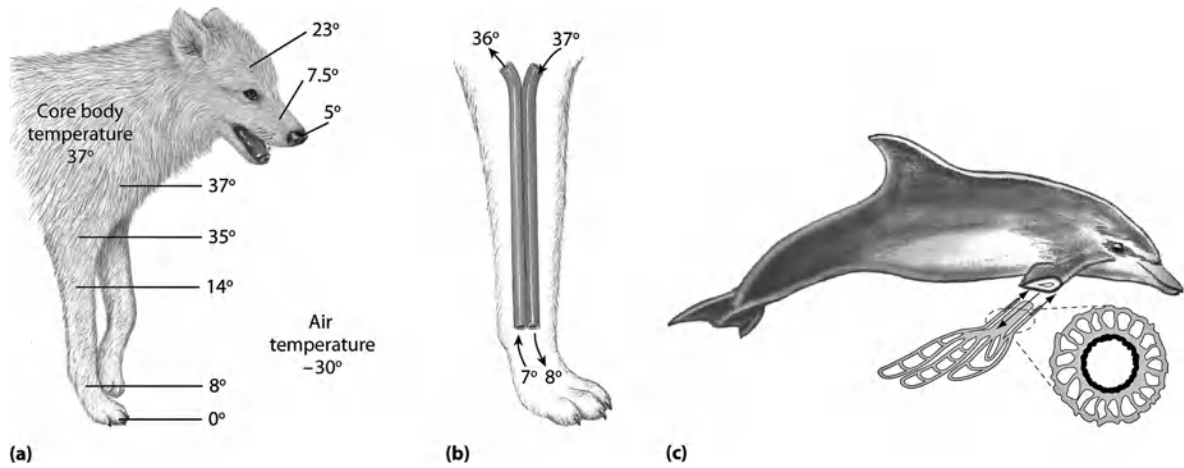 23º
7.5º
5º
Core body
temperature
37º
37º
35º
14º
Air
temperature
–30º
8º
0º
(a)
36º
37º
7º
8º
(b)
(c)